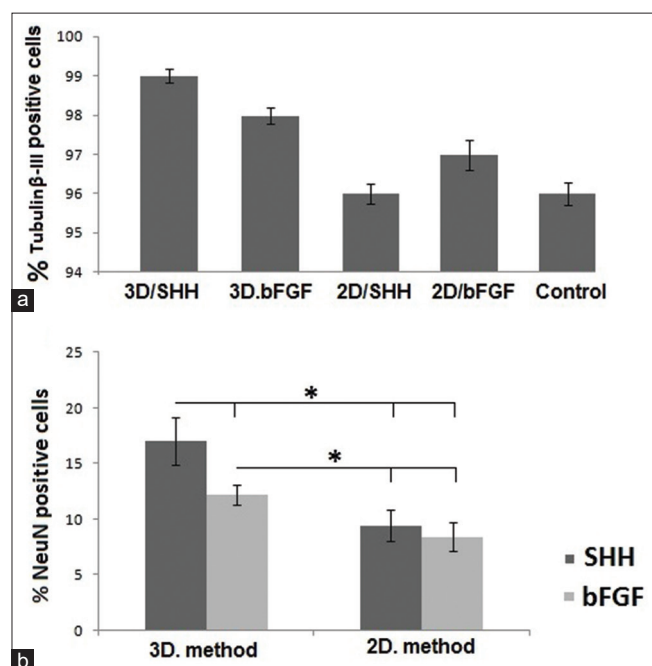 % Tubulinβ-III positive cells
100
99
98
97
96
95
94
3D/SHH 3D.bFGF 2D/SHH 2D/bFGF Control
a
% NeuN positive cells
25
20
15
10
5
0
*
*
3D. method 2D. method
SHH
bFGF
b